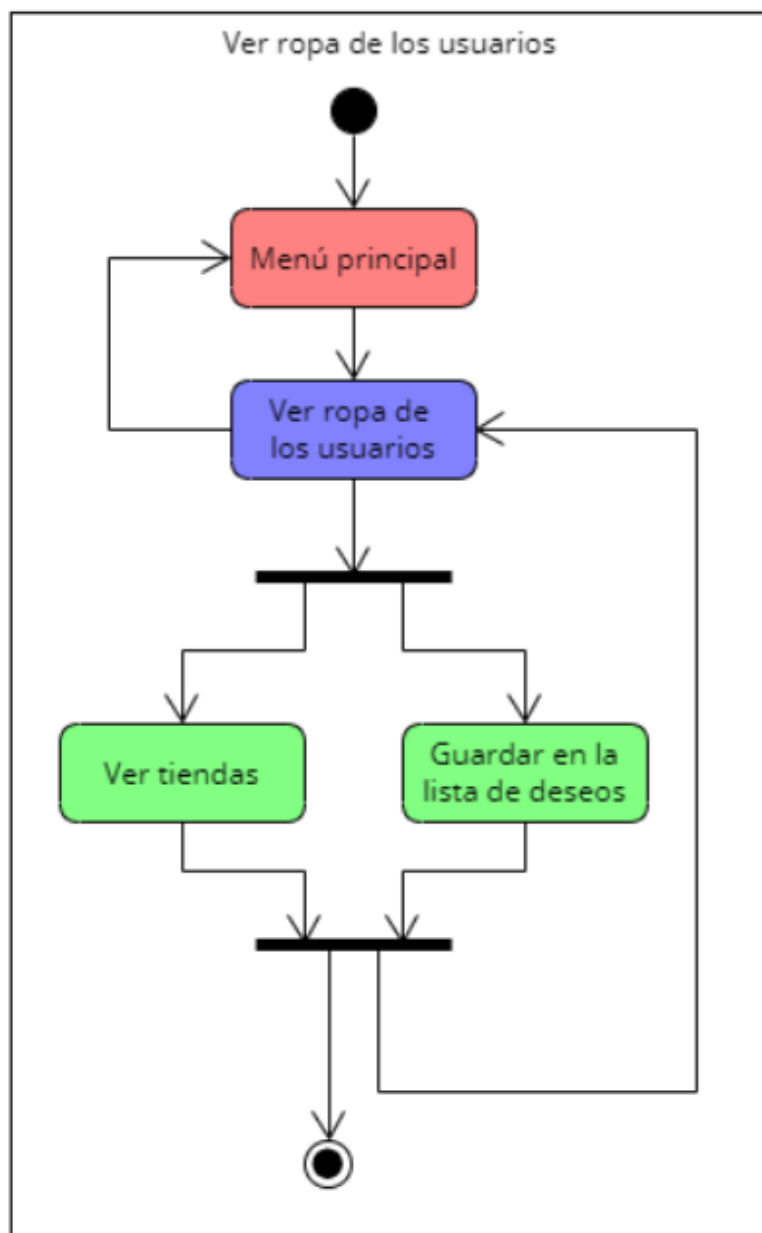 Ver ropa de los usuarios
Menú principal
Ver ropa de
los usuarios
Ver tiendas
Guardar en la
lista de deseos